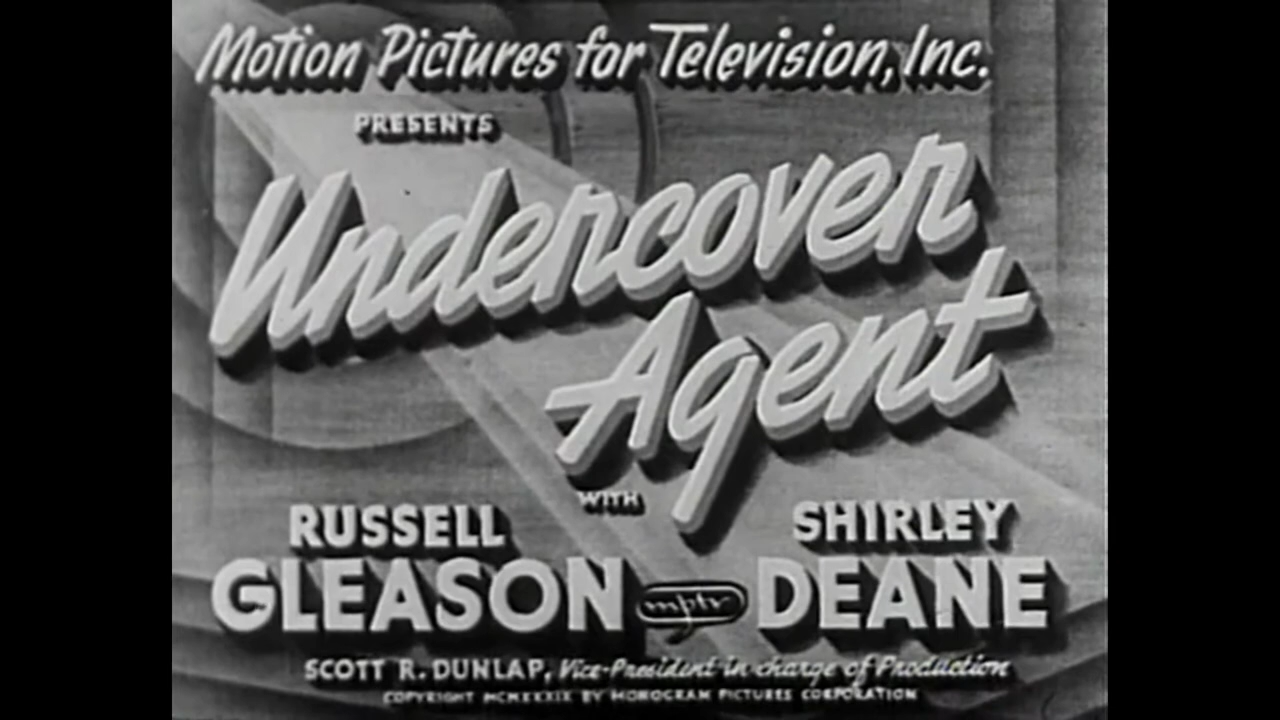 Motion Pictures for Television, Inc.
PRESENTS
Undercover
Agent
WITH
RUSSELL
GLEASON
SHIRLEY
DEANE
mptv
SCOTT R. DUNLAP, Vice-President in charge of Production
COPYRIGHT MCMXXXIX BY MONOGRAM PICTURES CORPORATION